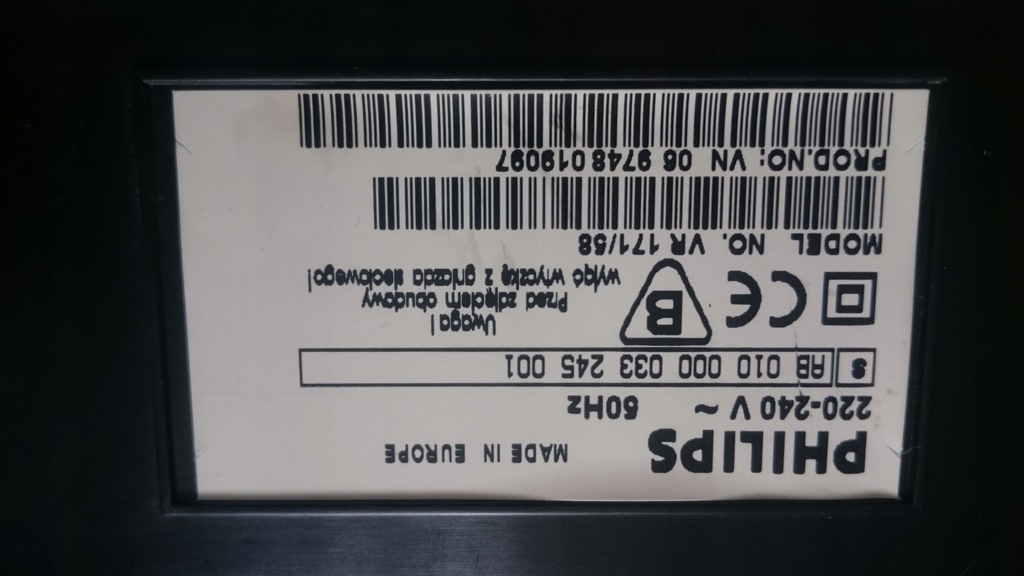 PHILIPS MADE IN EUROPE
220-240 V ~ 50Hz
S AB 010 000 033 245 001
B CE
Uwaga!
Przed zdjęciem obudowy
wyjąć wtyczkę z gniazda sieciowego!
MODEL NO. VR 171/58
PROD.NO: VN 06 9748 019097